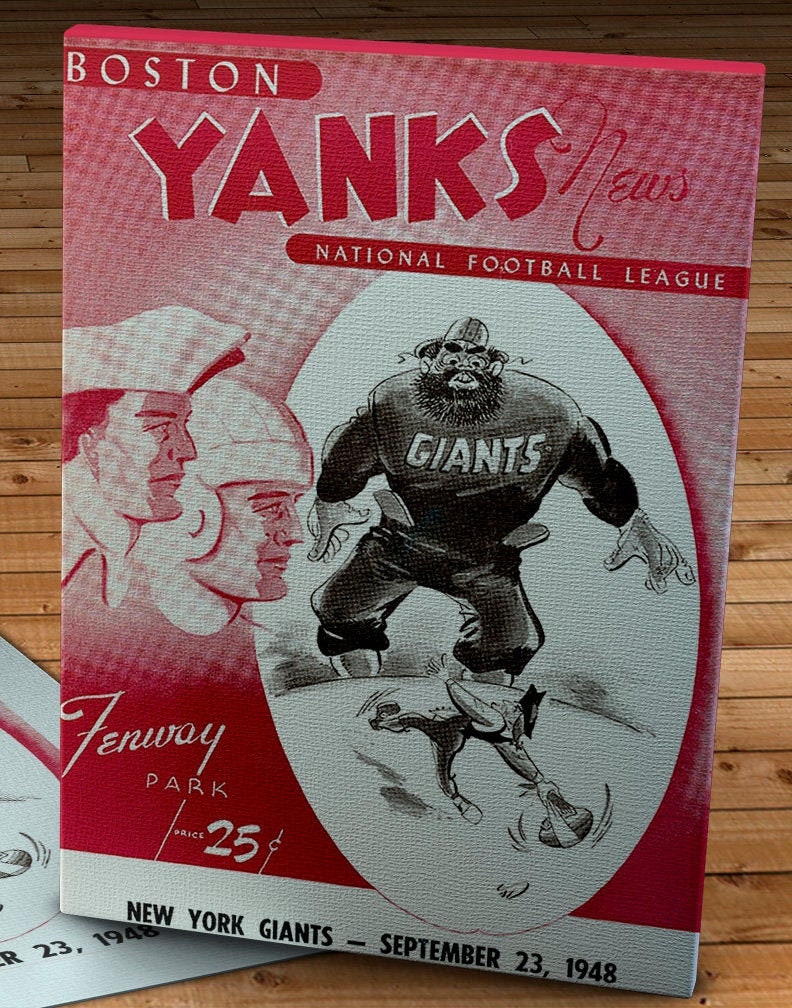 BOSTON
YANKS News
NATIONAL FOOTBALL LEAGUE
GIANTS
Fenway
PARK
PRICE 25¢
NEW YORK GIANTS — SEPTEMBER 23, 1948
R 23, 1948